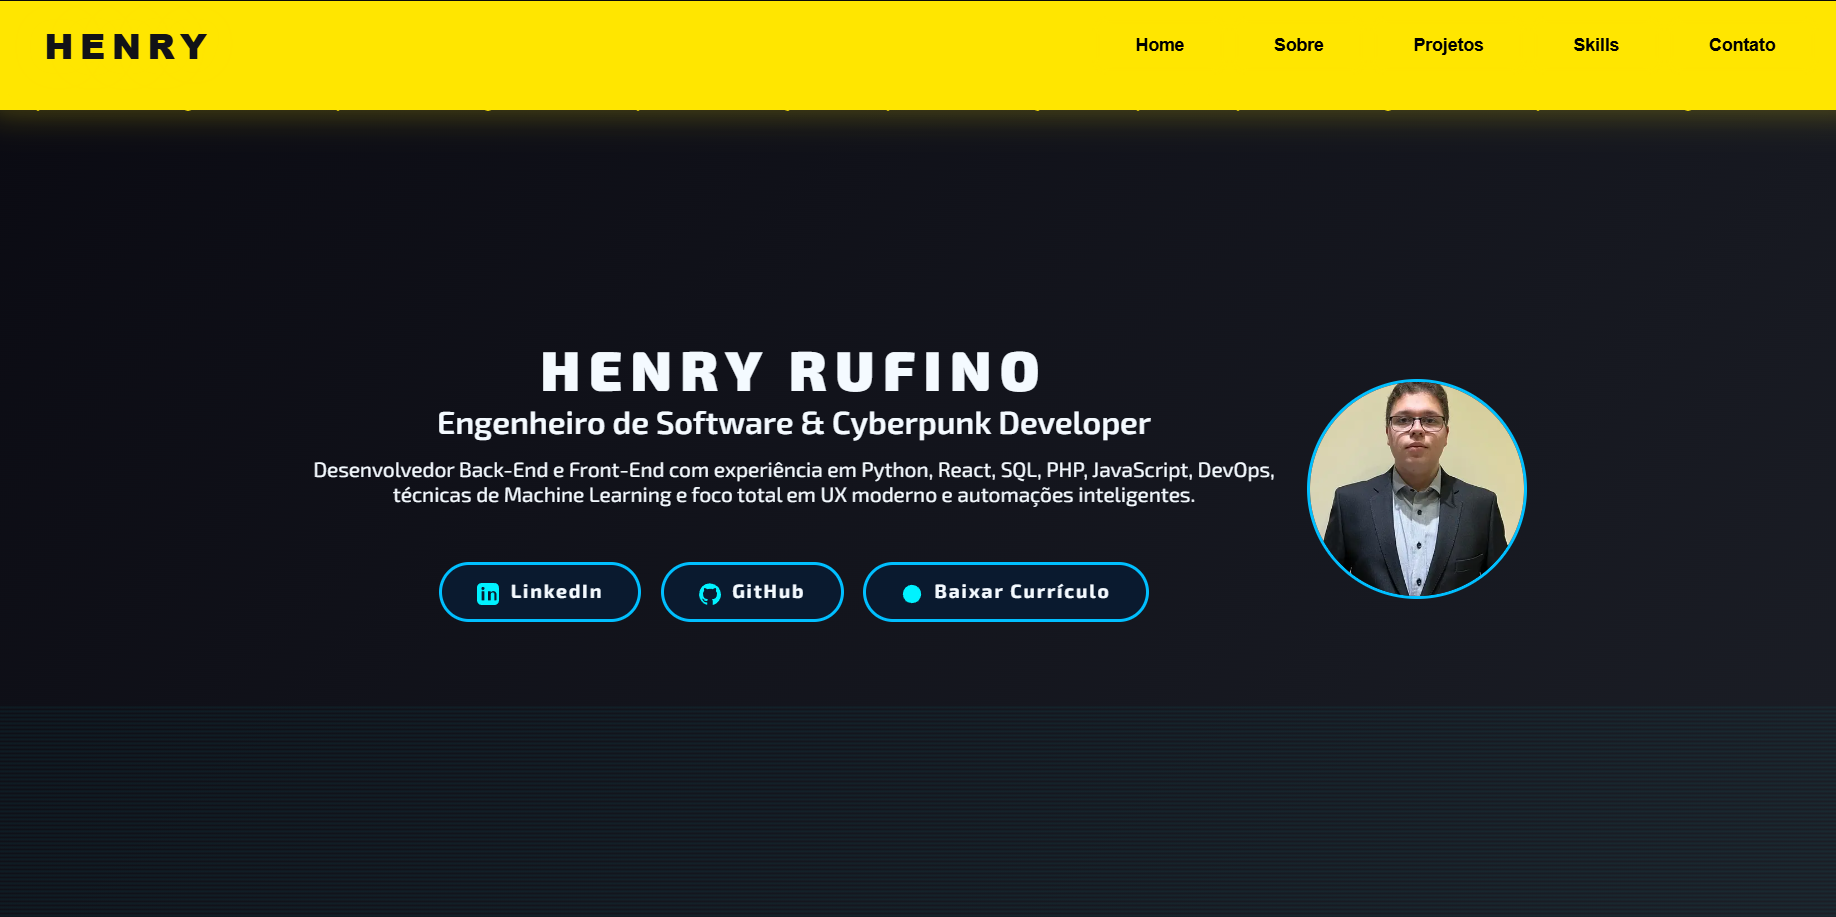 HENRY
Home Sobre Projetos Skills Contato
HENRY RUFINO
Engenheiro de Software & Cyberpunk Developer
Desenvolvedor Back-End e Front-End com experiência em Python, React, SQL, PHP, JavaScript, DevOps,
técnicas de Machine Learning e foco total em UX moderno e automações inteligentes.
in LinkedIn GitHub Baixar Currículo